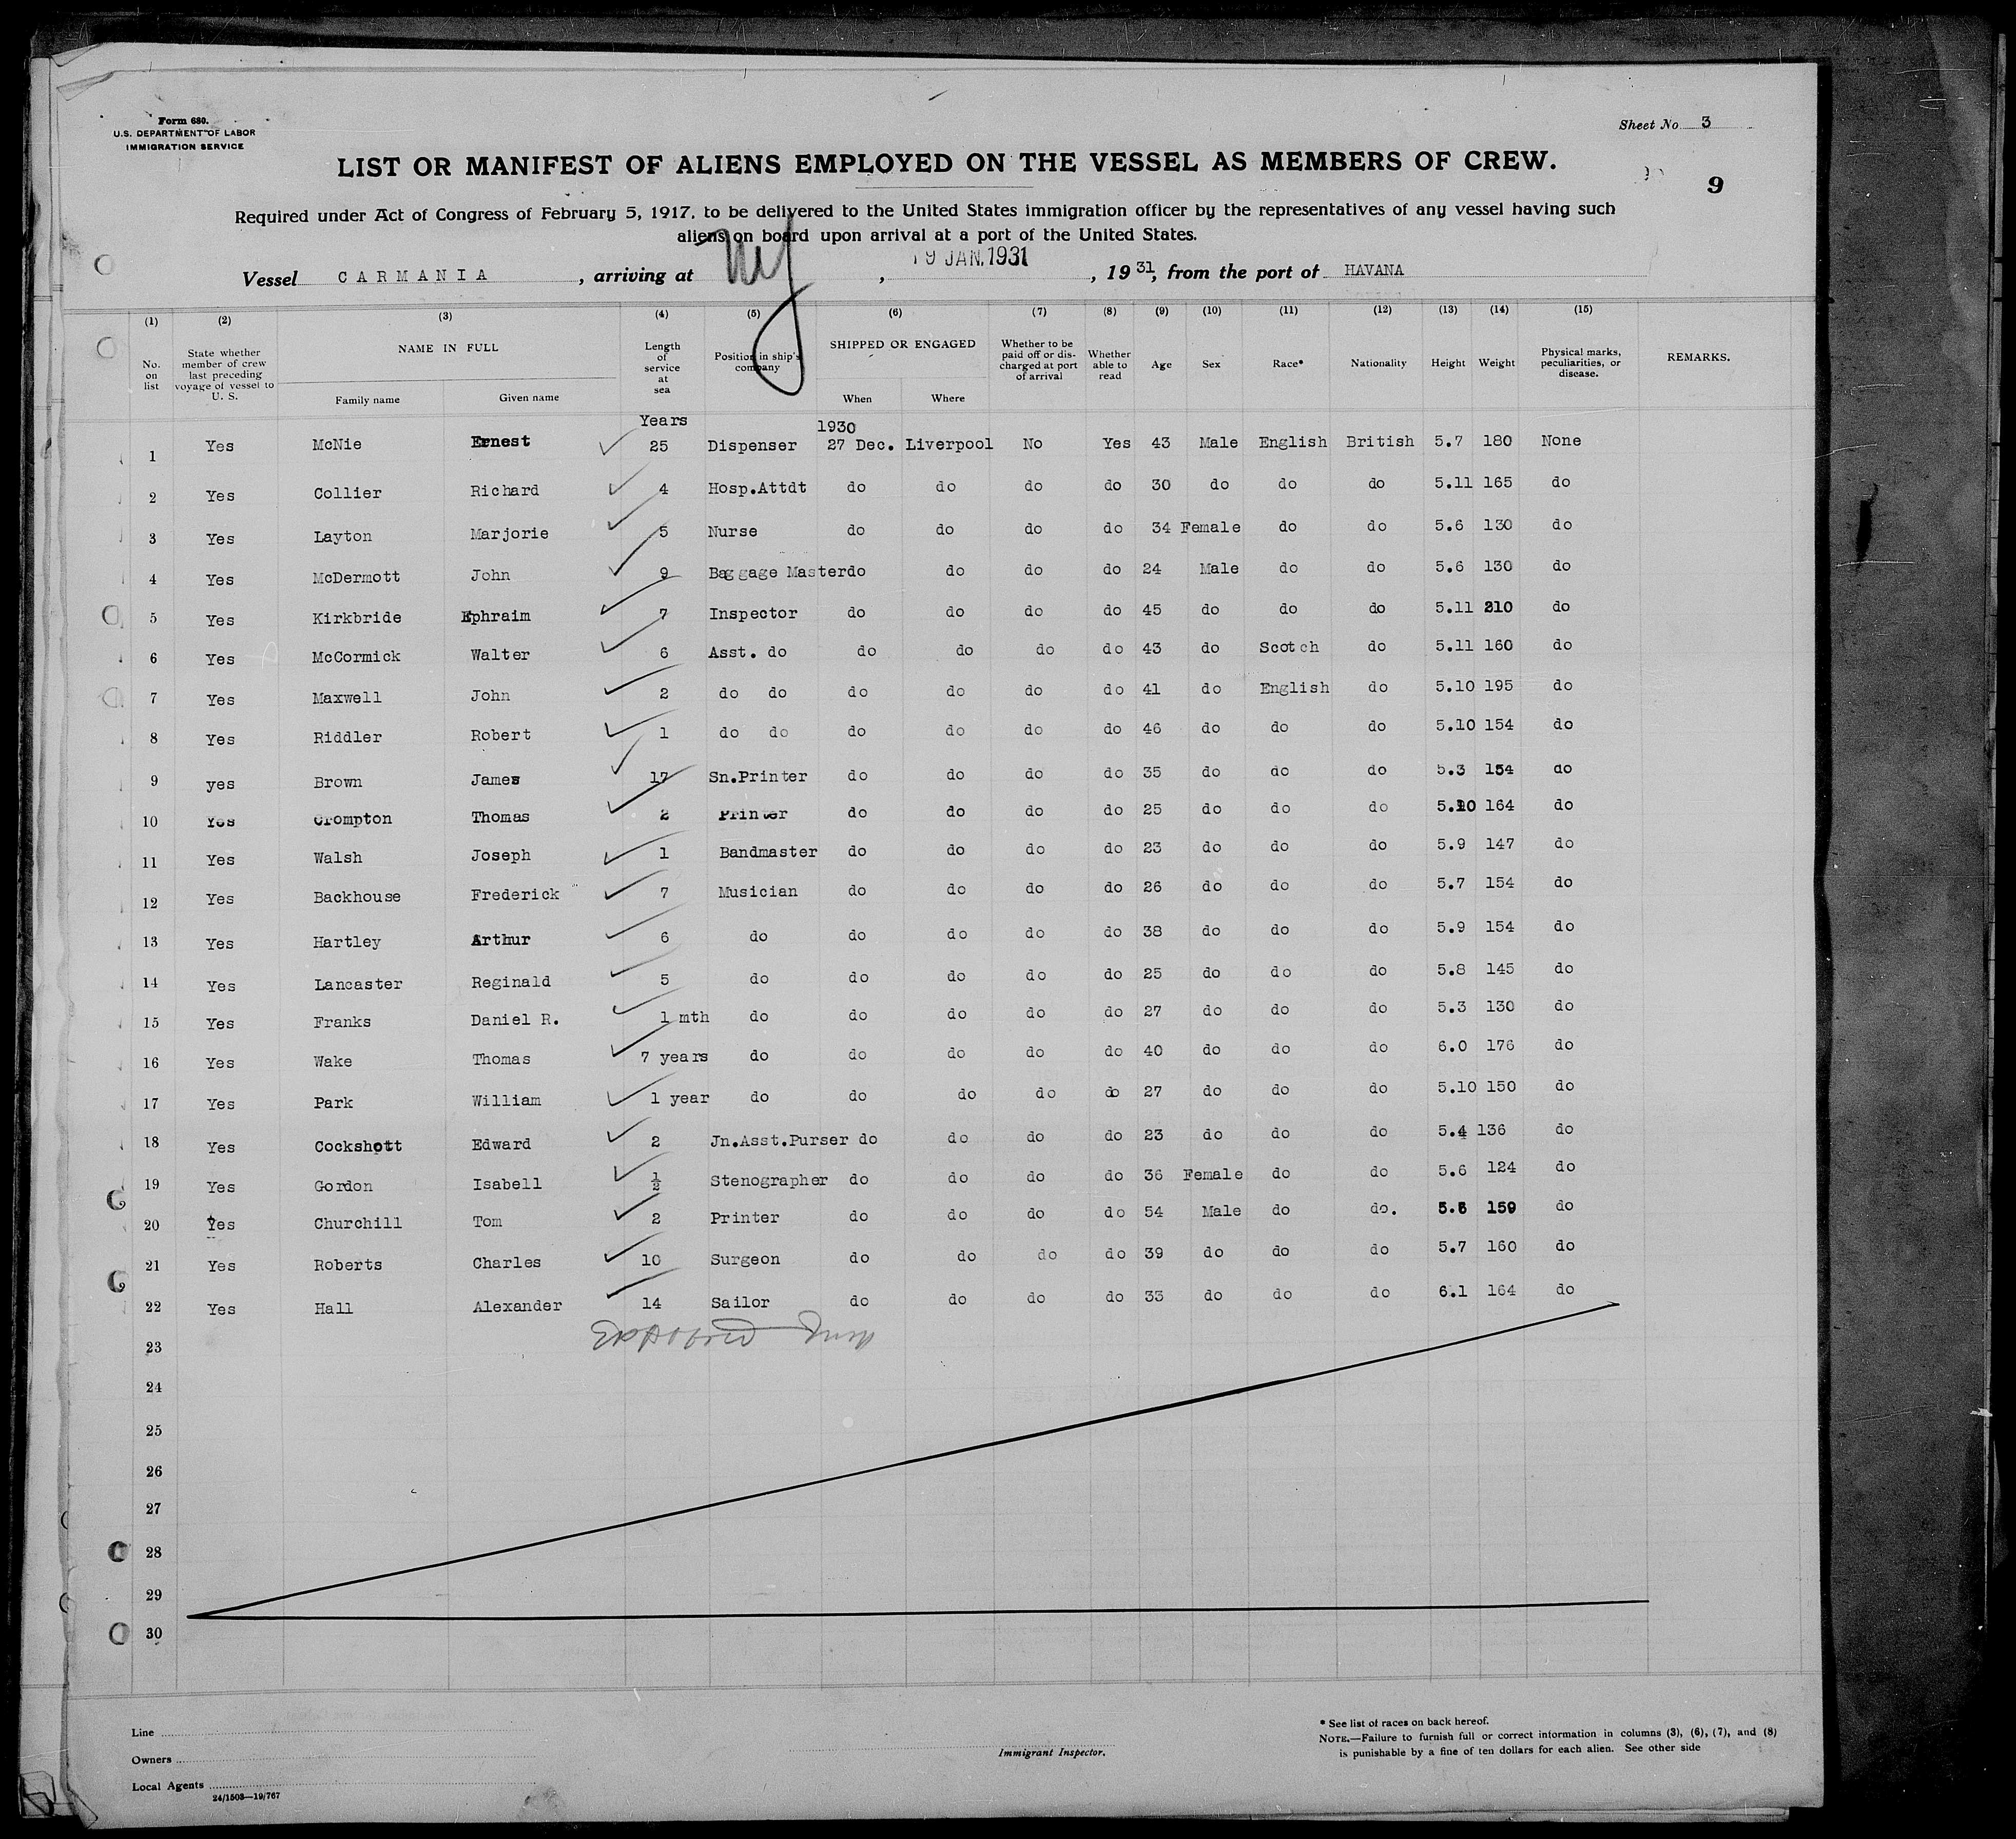 Form 680.
U.S. DEPARTMENT OF LABOR
IMMIGRATION SERVICE
Sheet No. 3
9
LIST OR MANIFEST OF ALIENS EMPLOYED ON THE VESSEL AS MEMBERS OF CREW.
Required under Act of Congress of February 5, 1917, to be delivered to the United States immigration officer by the representatives of any vessel having such
aliens on board upon arrival at a port of the United States.
Vessel CARMANIA, arriving at NY, 19 JAN. 1931, 1931, from the port of HAVANA
(1) (2) (3) (4) (5) (6) (7) (8) (9) (10) (11) (12) (13) (14) (15)
No. on list State whether member of crew last preceding voyage of vessel to U. S. NAME IN FULL Family name Given name Length of service at sea Position in ship's company SHIPPED OR ENGAGED When Where Whether to be paid off or discharged at port of arrival Whether able to read Age Sex Race* Nationality Height Weight Physical marks, peculiarities, or disease. REMARKS.
Years 1930
1 Yes McNie Ernest 25 Dispenser 27 Dec. Liverpool No Yes 43 Male English British 5.7 180 None
2 Yes Collier Richard 4 Hosp.Attdt do do do do 30 do do do 5.11 165 do
3 Yes Layton Marjorie 5 Nurse do do do do 34 Female do do 5.6 130 do
4 Yes McDermott John 9 Baggage Master do do do do 24 Male do do 5.6 130 do
5 Yes Kirkbride Ephraim 7 Inspector do do do do 45 do do do 5.11 210 do
6 Yes McCormick Walter 6 Asst. do do do do do 43 do Scotch do 5.11 160 do
7 Yes Maxwell John 2 do do do do do do 41 do English do 5.10 195 do
8 Yes Riddler Robert 1 do do do do do do 46 do do do 5.10 154 do
9 yes Brown James 17 Sn.Printer do do do do 35 do do do 5.3 154 do
10 Yes Crompton Thomas 2 Printer do do do do 25 do do do 5.10 164 do
11 Yes Walsh Joseph 1 Bandmaster do do do do 23 do do do 5.9 147 do
12 Yes Backhouse Frederick 7 Musician do do do do 26 do do do 5.7 154 do
13 Yes Hartley Arthur 6 do do do do do 38 do do do 5.9 154 do
14 Yes Lancaster Reginald 5 do do do do do 25 do do do 5.8 145 do
15 Yes Franks Daniel R. 1 mth do do do do do 27 do do do 5.3 130 do
16 Yes Wake Thomas 7 years do do do do do 40 do do do 6.0 176 do
17 Yes Park William 1 year do do do do do 27 do do do 5.10 150 do
18 Yes Cockshott Edward 2 Jn.Asst.Purser do do do do 23 do do do 5.4 136 do
19 Yes Gordon Isabell ½ Stenographer do do do do 36 Female do do 5.6 124 do
20 Yes Churchill Tom 2 Printer do do do do 54 Male do do. 5.6 159 do
21 Yes Roberts Charles 10 Surgeon do do do do 39 do do do 5.7 160 do
22 Yes Hall Alexander 14 Sailor do do do do 33 do do do 6.1 164 do
23
24
25
26
27
28
29
30
Line
Owners
Local Agents
24/1503—19/767
Immigrant Inspector.
* See list of races on back hereof.
NOTE.—Failure to furnish full or correct information in columns (3), (6), (7), and (8)
is punishable by a fine of ten dollars for each alien. See other side